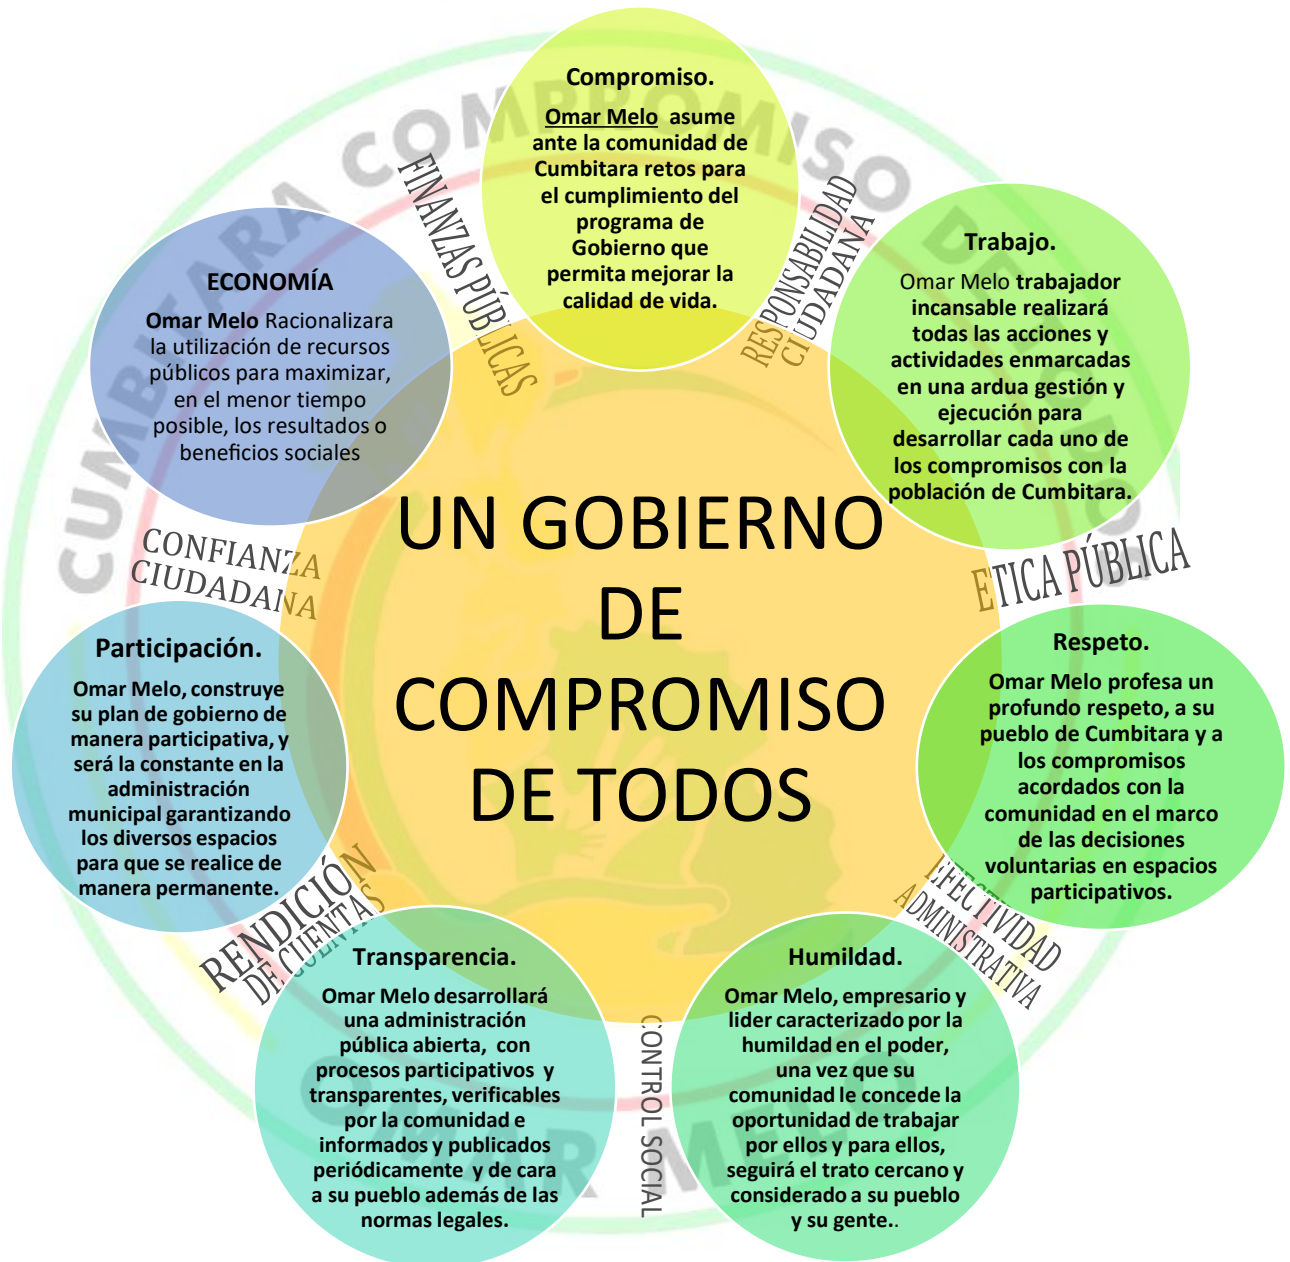 Compromiso.
Omar Melo asume
ante la comunidad de
Cumbitara retos para
el cumplimiento del
programa de
Gobierno que
permita mejorar la
calidad de vida.
RESPONSABILIDAD
CIUDADANA
Trabajo.
Omar Melo trabajador
incansable realizará
todas las acciones y
actividades enmarcadas
en una ardua gestión y
ejecución para
desarrollar cada uno de
los compromisos con la
población de Cumbitara.
ETICA PÚBLICA
Respeto.
Omar Melo profesa un
profundo respeto, a su
pueblo de Cumbitara y a
los compromisos
acordados con la
comunidad en el marco
de las decisiones
voluntarias en espacios
participativos.
EFECTIVIDAD
ADMINISTRATIVA
Humildad.
Omar Melo, empresario y
lider caracterizado por la
humildad en el poder,
una vez que su
comunidad le concede la
oportunidad de trabajar
por ellos y para ellos,
seguirá el trato cercano y
considerado a su pueblo
y su gente..
CONTROL SOCIAL
Transparencia.
Omar Melo desarrollará
una administración
pública abierta, con
procesos participativos y
transparentes, verificables
por la comunidad e
informados y publicados
periódicamente y de cara
a su pueblo además de las
normas legales.
RENDICIÓN
DE CUENTAS
Participación.
Omar Melo, construye
su plan de gobierno de
manera participativa, y
será la constante en la
administración
municipal garantizando
los diversos espacios
para que se realice de
manera permanente.
CONFIANZA
CIUDADANA
ECONOMÍA
Omar Melo Racionalizara
la utilización de recursos
públicos para maximizar,
en el menor tiempo
posible, los resultados o
beneficios sociales
FINANZAS PÚBLICAS
UN GOBIERNO
DE
COMPROMISO
DE TODOS
CUMBITARA COMPROMISO DE TODOS
OMAR MELO